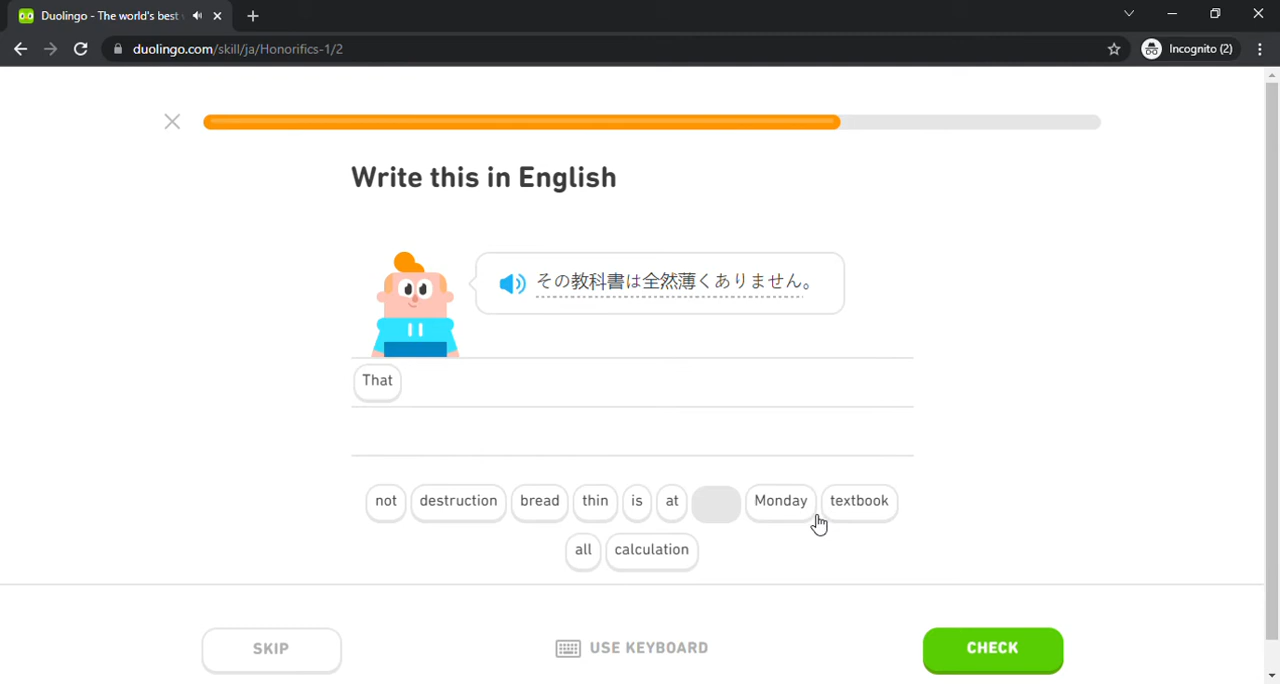 Duolingo - The world's best
duolingo.com/skill/ja/Honorifics-1/2
Incognito (2)
Write this in English
その教科書は全然薄くありません。
That
not destruction bread thin is at Monday textbook
all calculation
SKIP
USE KEYBOARD
CHECK